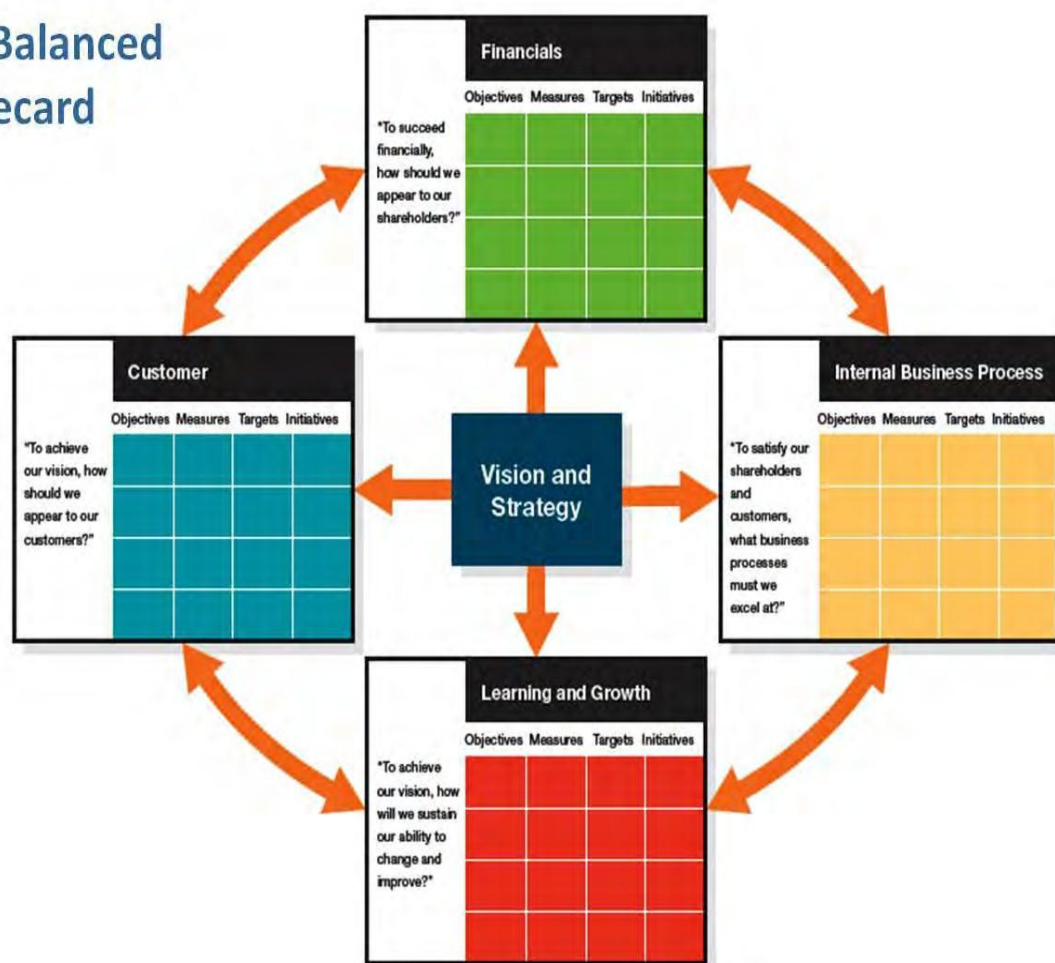 Balanced
ecard
Financials
Objectives Measures Targets Initiatives
"To succeed
financially,
how should we
appear to our
shareholders?"
Customer
Objectives Measures Targets Initiatives
"To achieve
our vision, how
should we
appear to our
customers?"
Vision and
Strategy
Internal Business Process
Objectives Measures Targets Initiatives
"To satisfy our
shareholders
and
customers,
what business
processes
must we
excel at?"
Learning and Growth
Objectives Measures Targets Initiatives
"To achieve
our vision, how
will we sustain
our ability to
change and
improve?"